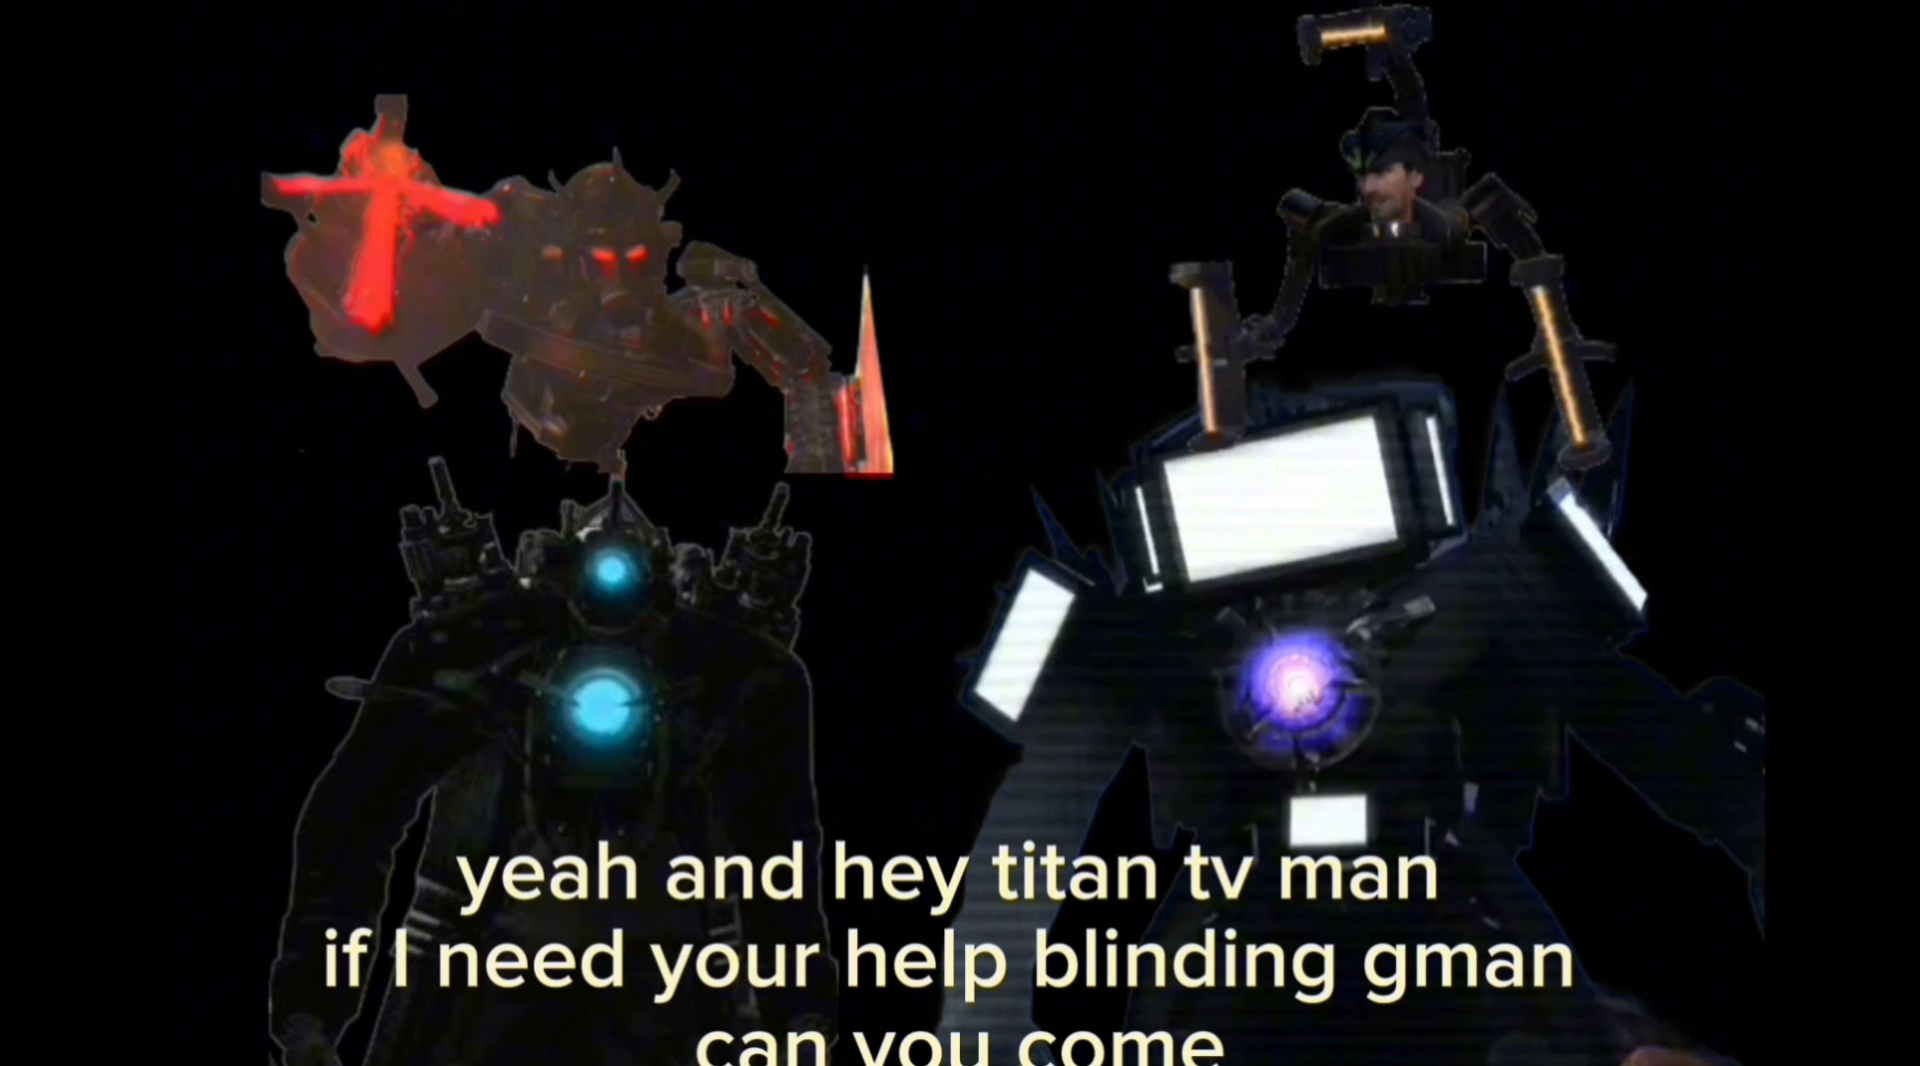 yeah and hey titan tv man
if I need your help blinding gman
can you come